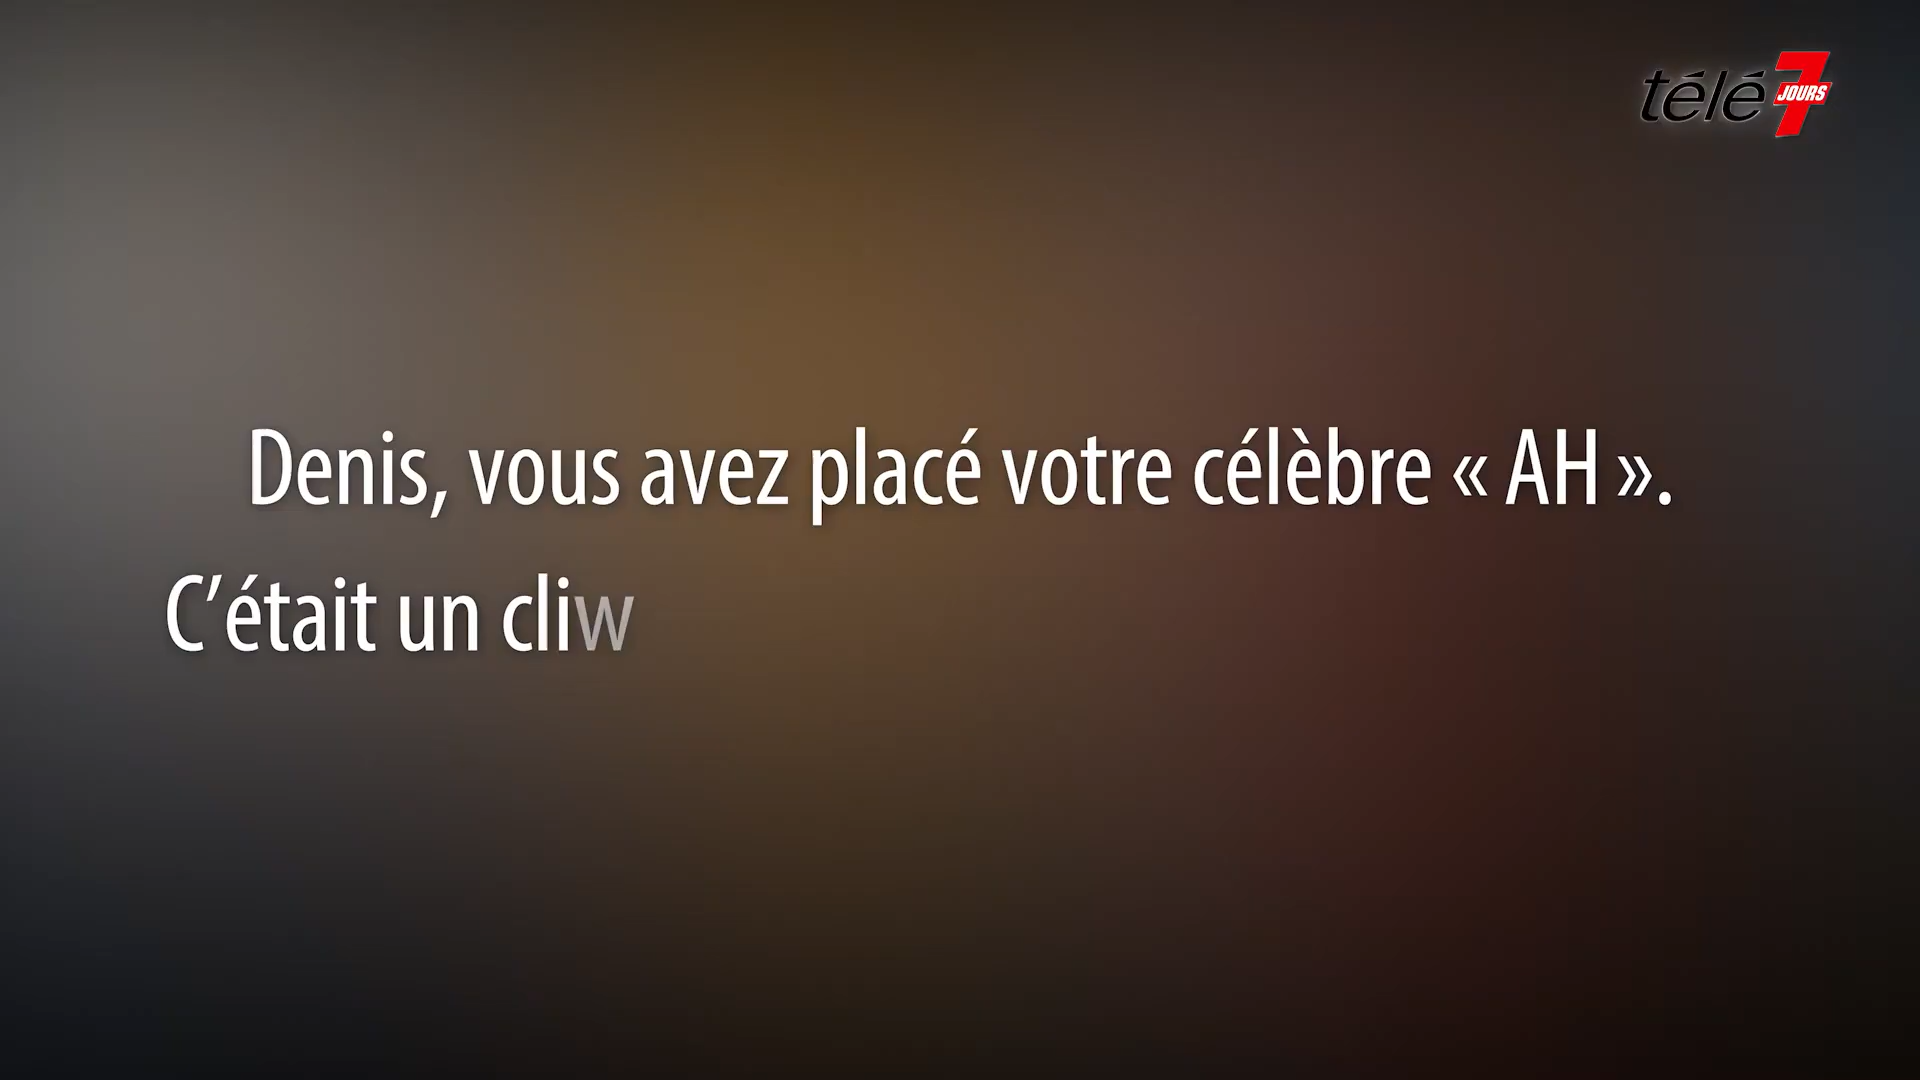 télé 7 JOURS
Denis, vous avez placé votre célèbre « AH ».
C’était un cliw